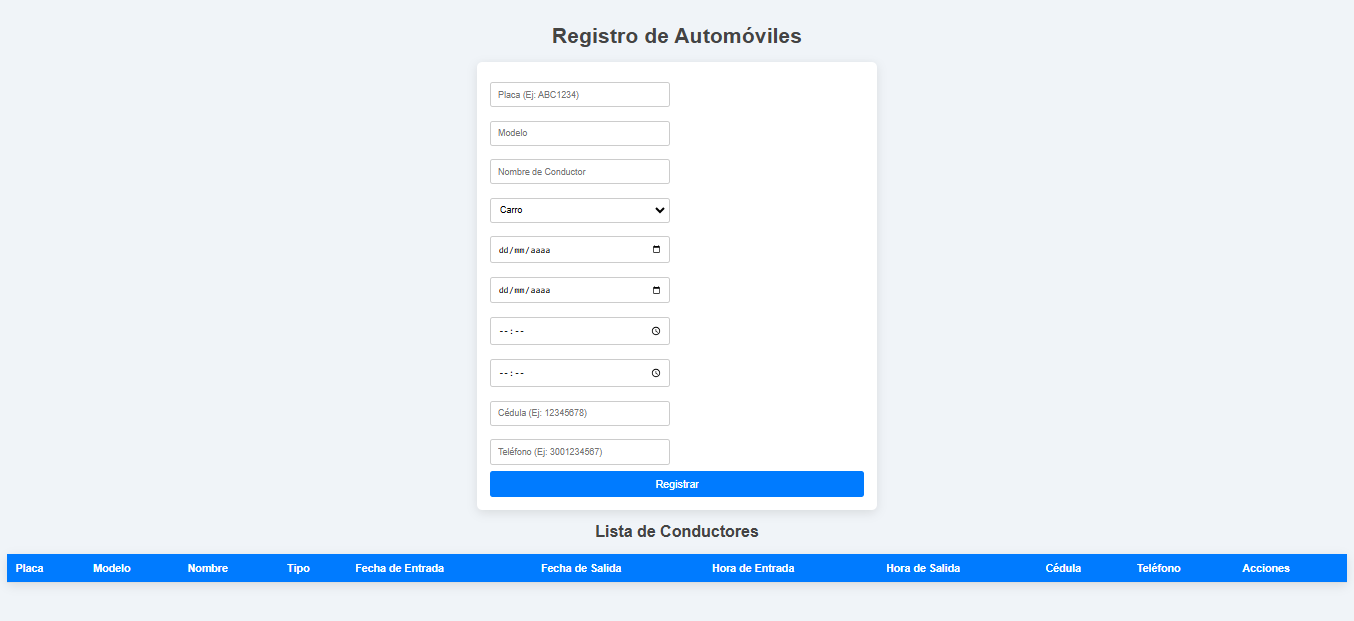 Registro de Automóviles
Placa (Ej: ABC1234)
Modelo
Nombre de Conductor
Carro
dd/mm/aaaa
dd/mm/aaaa
--:--
--:--
Cédula (Ej: 12345678)
Teléfono (Ej: 3001234567)
Registrar
Lista de Conductores
Placa Modelo Nombre Tipo Fecha de Entrada Fecha de Salida Hora de Entrada Hora de Salida Cédula Teléfono Acciones